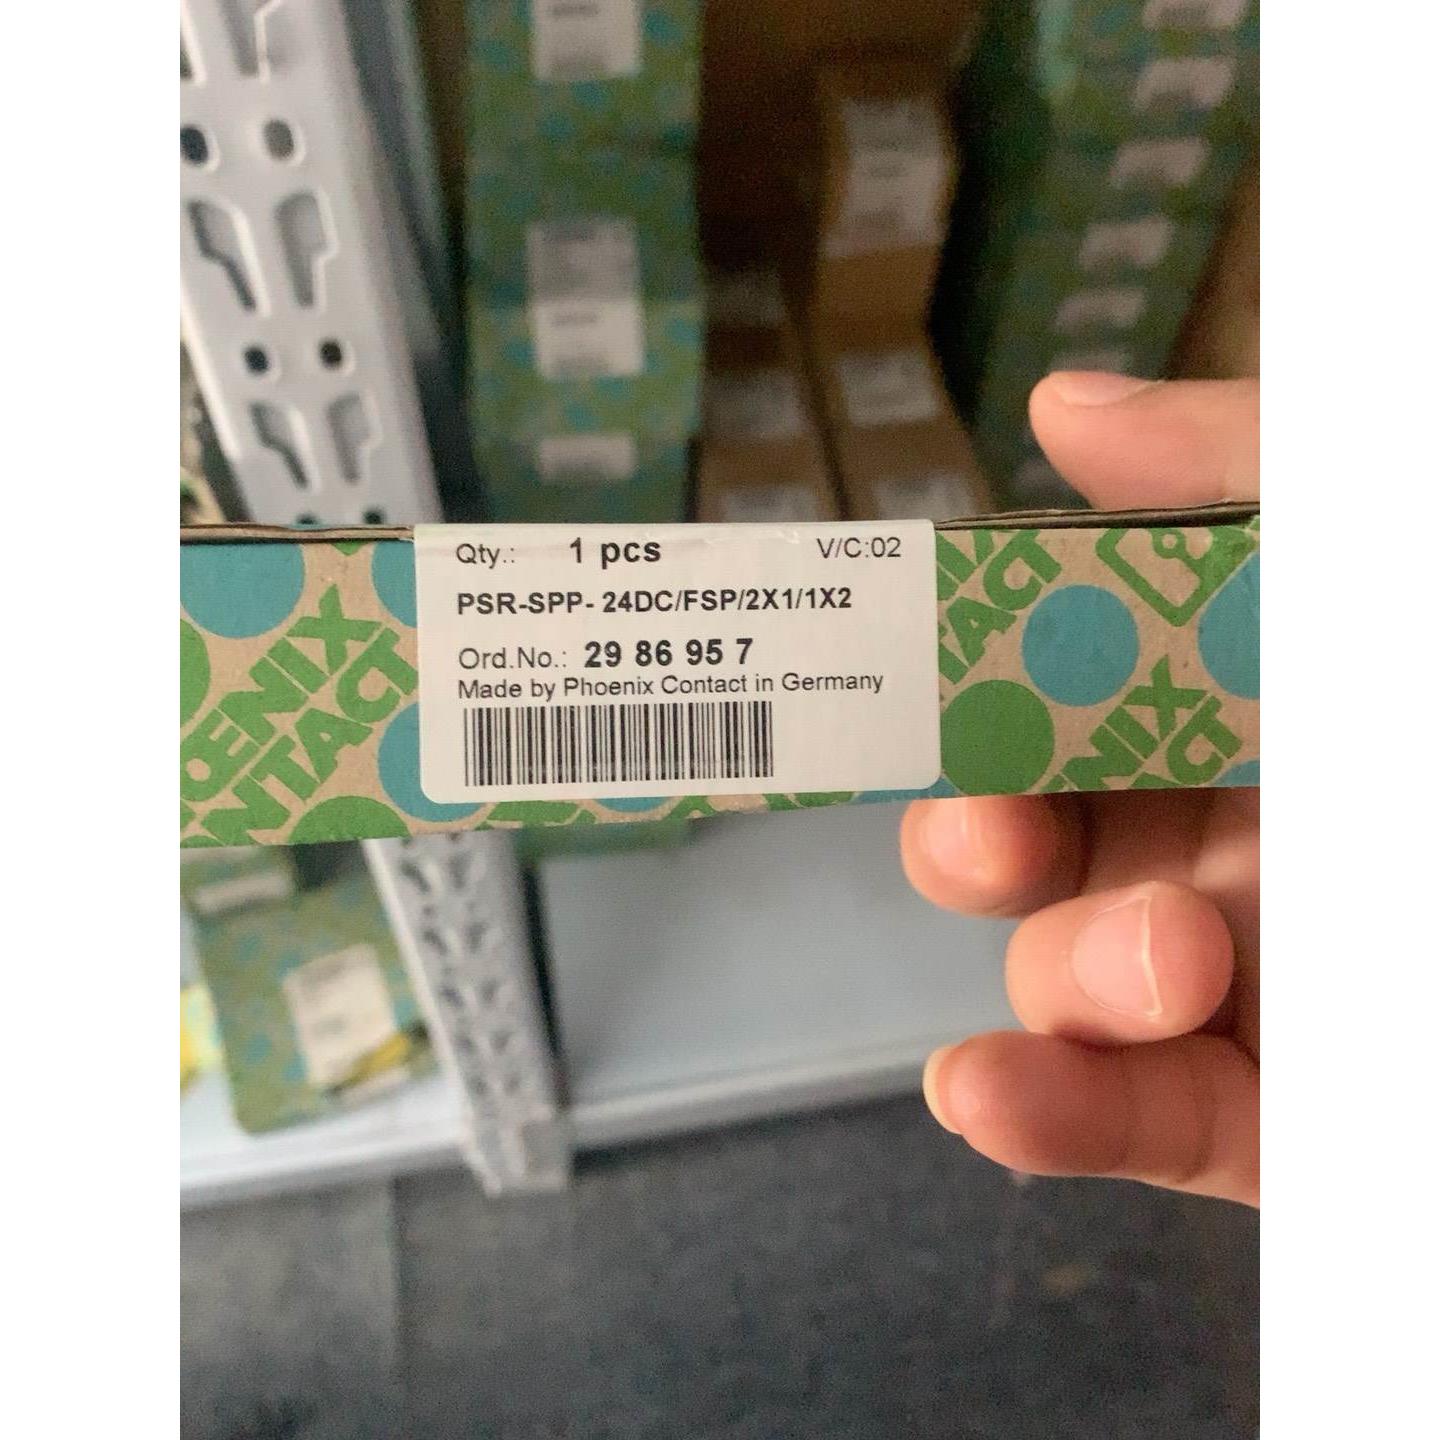 Qty.: 1 pcs V/C:02
PSR-SPP- 24DC/FSP/2X1/1X2
Ord.No.: 29 86 95 7
Made by Phoenix Contact in Germany